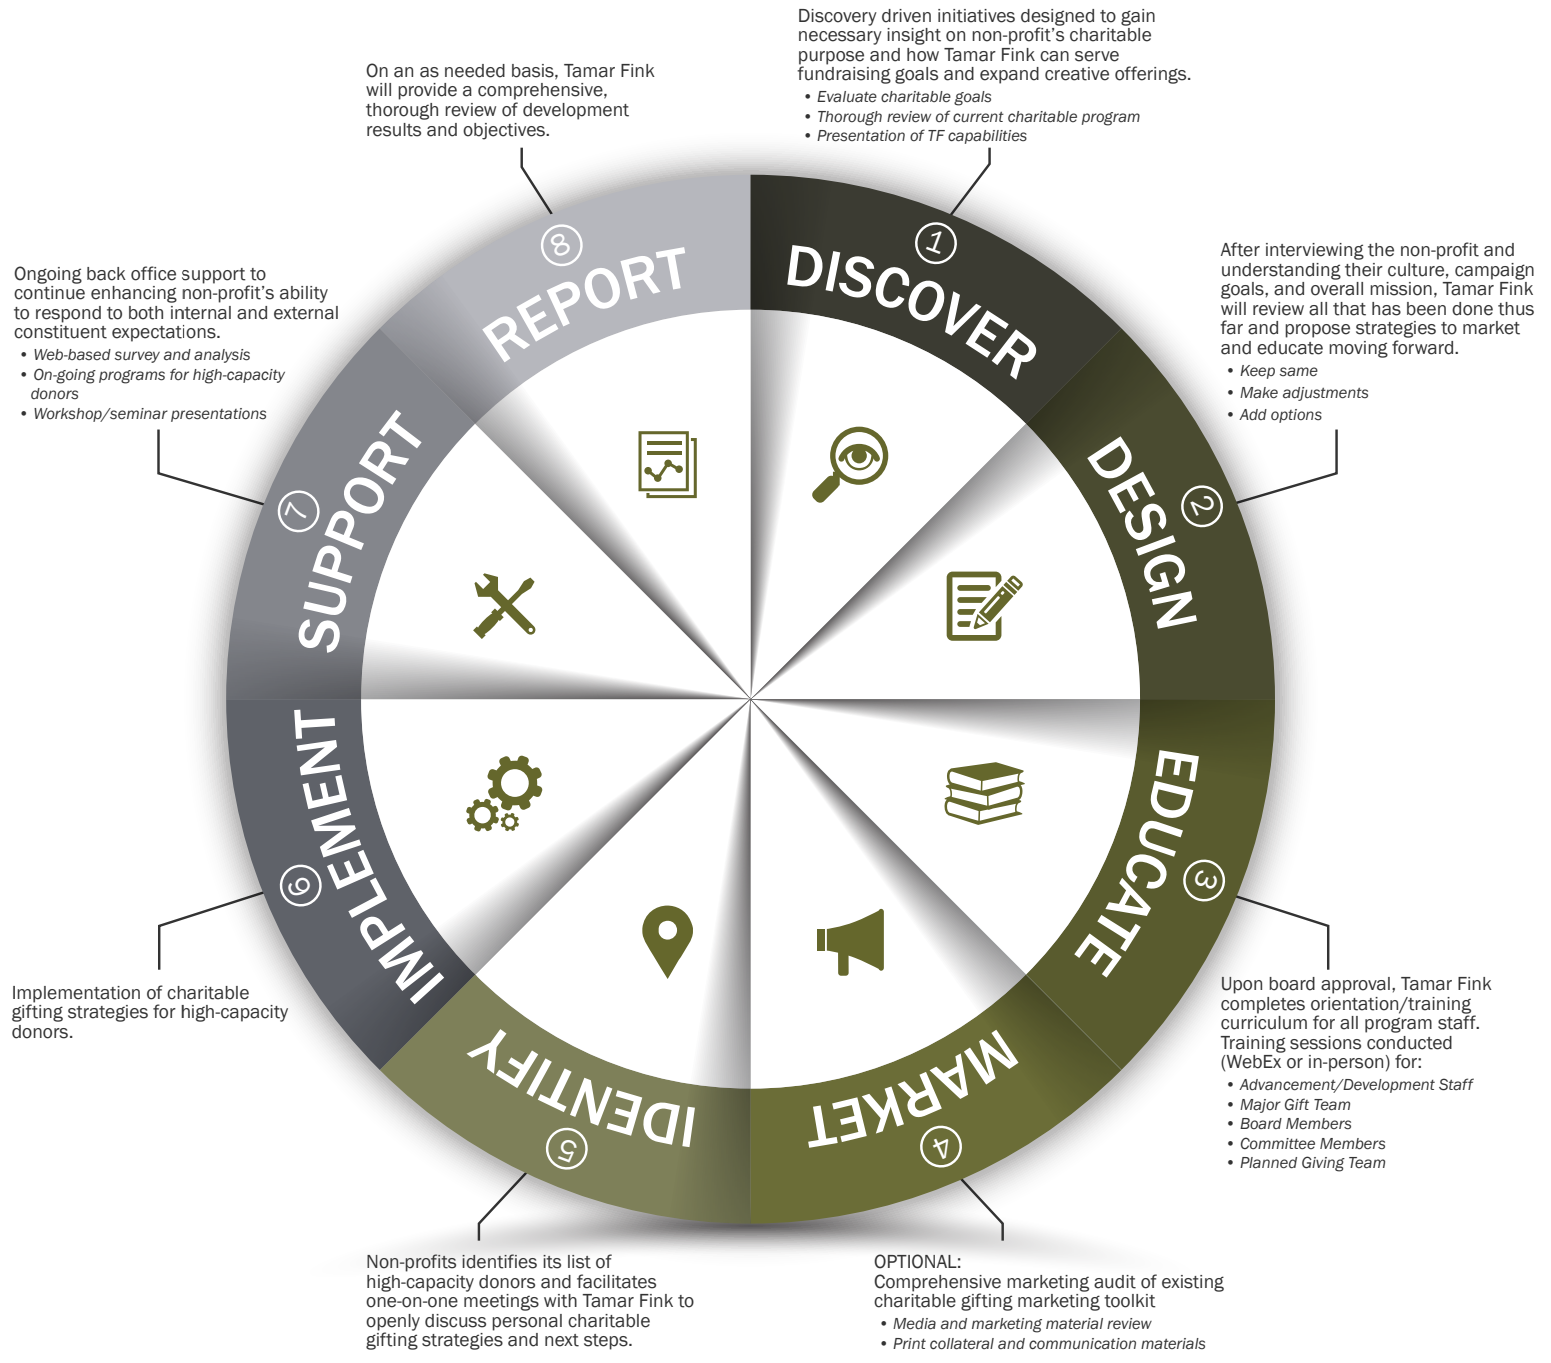 Discovery driven initiatives designed to gain
necessary insight on non-profit's charitable
purpose and how Tamar Fink can serve
fundraising goals and expand creative offerings.
• Evaluate charitable goals
• Thorough review of current charitable program
• Presentation of TF capabilities
1
DISCOVER
After interviewing the non-profit and
understanding their culture, campaign
goals, and overall mission, Tamar Fink
will review all that has been done thus
far and propose strategies to market
and educate moving forward.
• Keep same
• Make adjustments
• Add options
2
DESIGN
3
EDUCATE
Upon board approval, Tamar Fink
completes orientation/training
curriculum for all program staff.
Training sessions conducted
(WebEx or in-person) for:
• Advancement/Development Staff
• Major Gift Team
• Board Members
• Committee Members
• Planned Giving Team
4
MARKET
OPTIONAL:
Comprehensive marketing audit of existing
charitable gifting marketing toolkit
• Media and marketing material review
• Print collateral and communication materials
5
IDENTIFY
Non-profits identifies its list of
high-capacity donors and facilitates
one-on-one meetings with Tamar Fink to
openly discuss personal charitable
gifting strategies and next steps.
6
IMPLEMENT
Implementation of charitable
gifting strategies for high-capacity
donors.
7
SUPPORT
Ongoing back office support to
continue enhancing non-profit's ability
to respond to both internal and external
constituent expectations.
• Web-based survey and analysis
• On-going programs for high-capacity
donors
• Workshop/seminar presentations
8
REPORT
On an as needed basis, Tamar Fink
will provide a comprehensive,
thorough review of development
results and objectives.